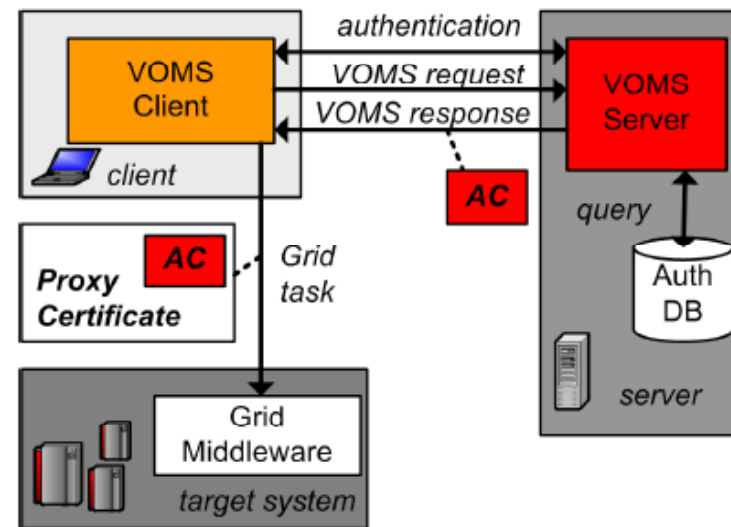 authentication
VOMS request
VOMS response
VOMS
Client
client
VOMS
Server
AC
query
Auth
DB
server
AC
Proxy
Certificate
Grid
task
Grid
Middleware
target system